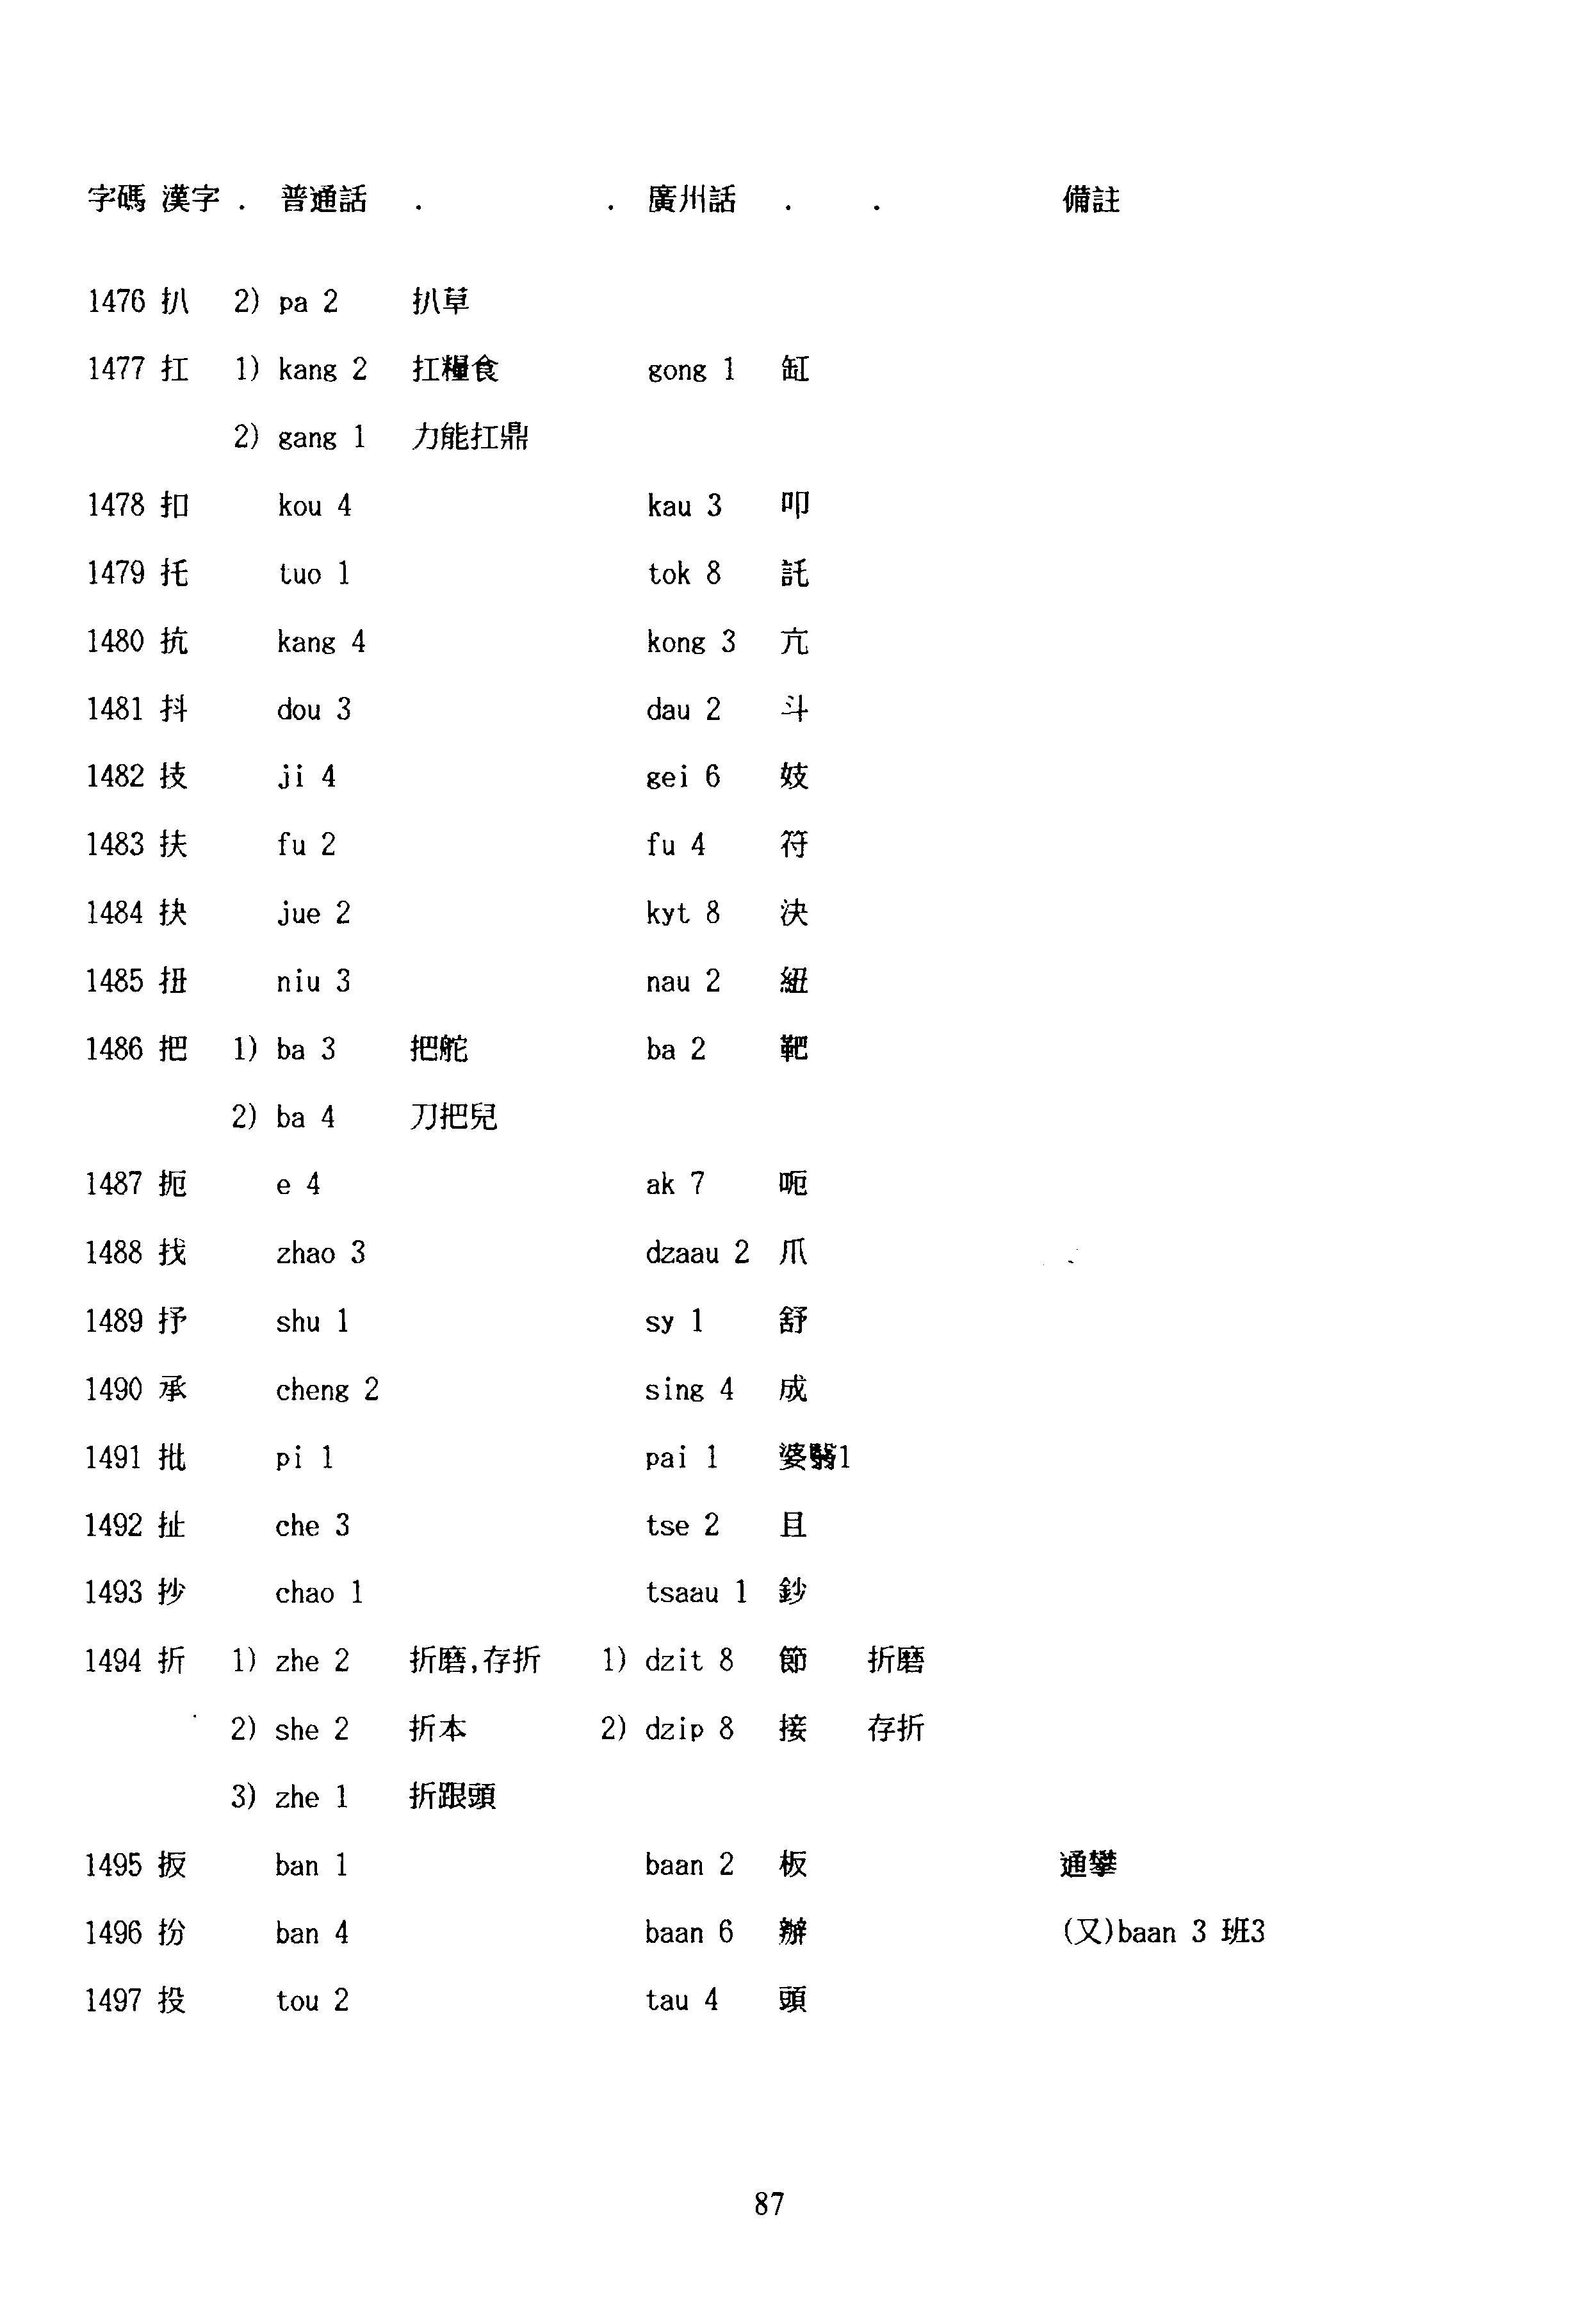 字碼 漢字 . 普通話 . . 廣州話 . . 備註
1476 扒 2) pa 2 扒草
1477 扛 1) kang 2 扛糧食 gong 1 缸
2) gang 1 力能扛鼎
1478 扣 kou 4 kau 3 叩
1479 托 tuo 1 tok 8 託
1480 抗 kang 4 kong 3 亢
1481 抖 dou 3 dau 2 斗
1482 技 ji 4 gei 6 妓
1483 扶 fu 2 fu 4 符
1484 抉 jue 2 kyt 8 決
1485 扭 niu 3 nau 2 紐
1486 把 1) ba 3 把舵 ba 2 靶
2) ba 4 刀把兒
1487 扼 e 4 ak 7 呃
1488 找 zhao 3 dzaau 2 爪
1489 抒 shu 1 sy 1 舒
1490 承 cheng 2 sing 4 成
1491 批 pi 1 pai 1 婆翳1
1492 扯 che 3 tse 2 且
1493 抄 chao 1 tsaau 1 鈔
1494 折 1) zhe 2 折磨,存折 1) dzit 8 節 折磨
2) she 2 折本 2) dzip 8 接 存折
3) zhe 1 折跟頭
1495 扳 ban 1 baan 2 板 通攀
1496 扮 ban 4 baan 6 辦 (又)baan 3 班3
1497 投 tou 2 tau 4 頭
87